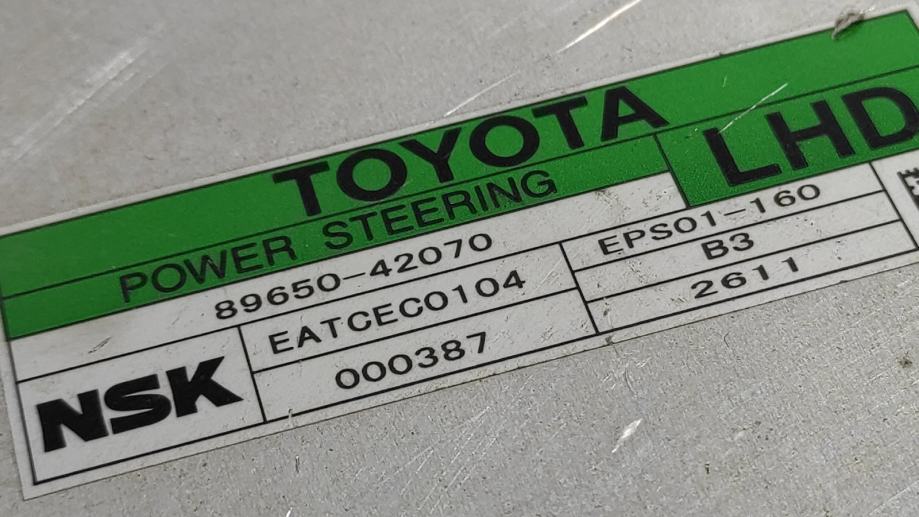 TOYOTA
LHD
POWER STEERING
89650-42070
EPS01-160
EATCEC0104
B3
NSK
000387
2611